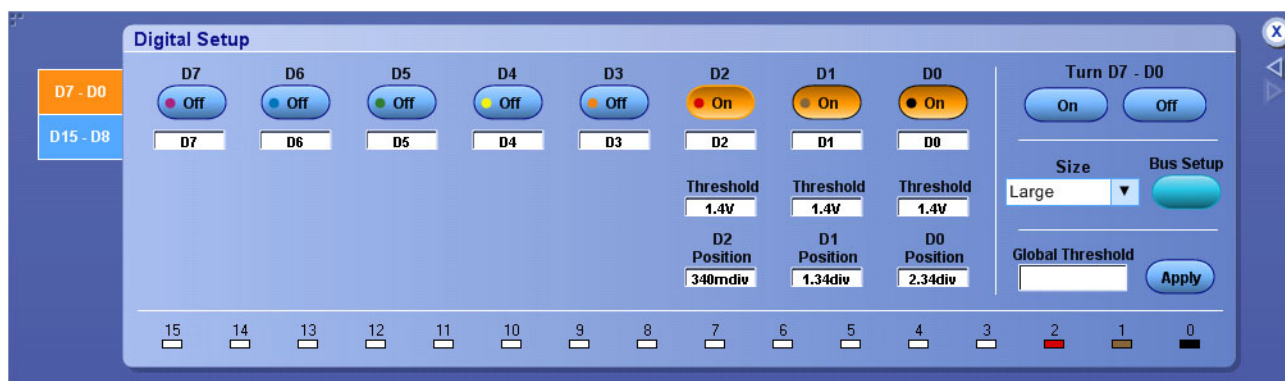 Digital Setup
X
D7 - D0
D15 - D8
D7 D6 D5 D4 D3 D2 D1 D0
Off Off Off Off Off On On On
D7 D6 D5 D4 D3 D2 D1 D0
Threshold Threshold Threshold
1.4V 1.4V 1.4V
D2 Position D1 Position D0 Position
340mdiv 1.34div 2.34div
Turn D7 - D0
On Off
Size Bus Setup
Large
Global Threshold
Apply
15 14 13 12 11 10 9 8 7 6 5 4 3 2 1 0